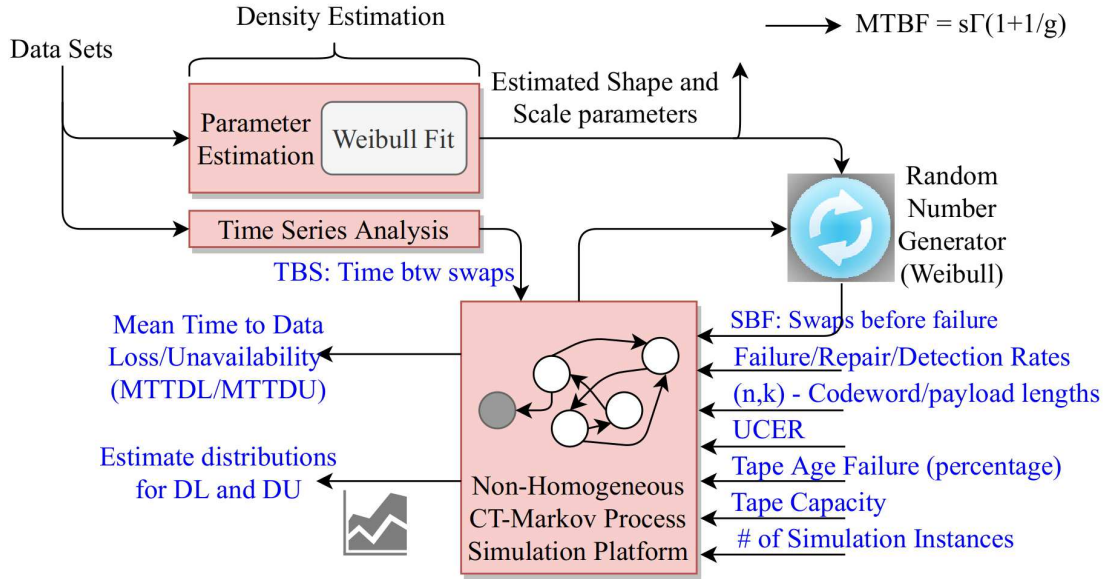 Density Estimation
MTBF = sΓ(1+1/g)
Data Sets
Estimated Shape and
Scale parameters
Parameter
Estimation
Weibull Fit
Random
Number
Generator
(Weibull)
Time Series Analysis
TBS: Time btw swaps
Mean Time to Data
Loss/Unavailability
(MTTDL/MTTDU)
Estimate distributions
for DL and DU
Non-Homogeneous
CT-Markov Process
Simulation Platform
SBF: Swaps before failure
Failure/Repair/Detection Rates
(n,k) - Codeword/payload lengths
UCER
Tape Age Failure (percentage)
Tape Capacity
# of Simulation Instances